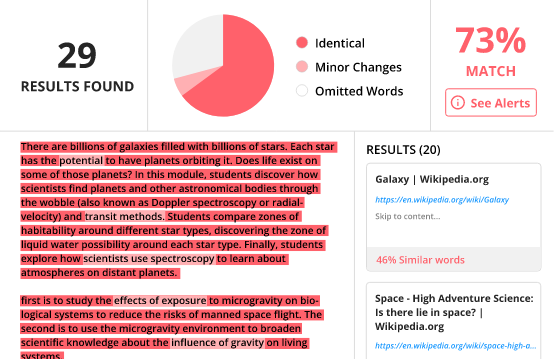 29
RESULTS FOUND
Identical
Minor Changes
Omitted Words
73%
MATCH
See Alerts
There are billions of galaxies filled with billions of stars. Each star
has the potential to have planets orbiting it. Does life exist on
some of those planets? In this module, students discover how
scientists find planets and other astronomical bodies through
the wobble (also known as Doppler spectroscopy or radial-
velocity) and transit methods. Students compare zones of
habitability around different star types, discovering the zone of
liquid water possibility around each star type. Finally, students
explore how scientists use spectroscopy to learn about
atmospheres on distant planets.
first is to study the effects of exposure to microgravity on bio-
logical systems to reduce the risks of manned space flight. The
second is to use the microgravity environment to broaden
scientific knowledge about the influence of gravity on living
systems.
RESULTS (20)
Galaxy | Wikipedia.org
https://en.wikipedia.org/wiki/Galaxy
Skip to content...
46% Similar words
Space - High Adventure Science:
Is there lie in space? |
Wikipedia.org
https://en.wikipedia.org/wiki/space-high-a...